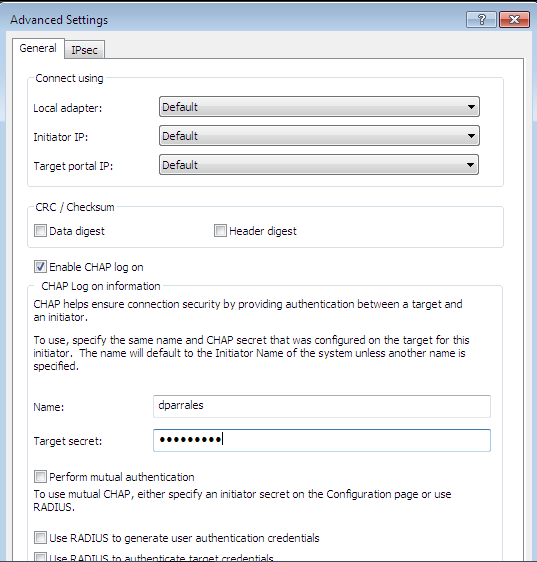 Advanced Settings
General
IPsec
Connect using
Local adapter: Default
Initiator IP: Default
Target portal IP: Default
CRC / Checksum
Data digest Header digest
Enable CHAP log on
CHAP Log on information
CHAP helps ensure connection security by providing authentication between a target and
an initiator.
To use, specify the same name and CHAP secret that was configured on the target for this
initiator. The name will default to the Initiator Name of the system unless another name is
specified.
Name: dparrales
Target secret: •••••••••
Perform mutual authentication
To use mutual CHAP, either specify an initiator secret on the Configuration page or use
RADIUS.
Use RADIUS to generate user authentication credentials
Use RADIUS to authenticate target credentials